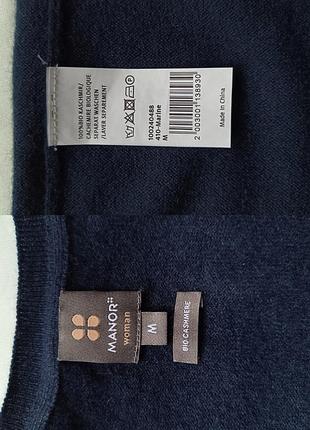 100%BIO KASCHMIR/
CACHEMIRE BIOLOGIQUE
SEPARAT WASCHEN
/LAVER SEPAREMENT
100240488
410-Marine
M
2 003001 138930
Made in China
MANOR
woman
M
BIO CASHMERE